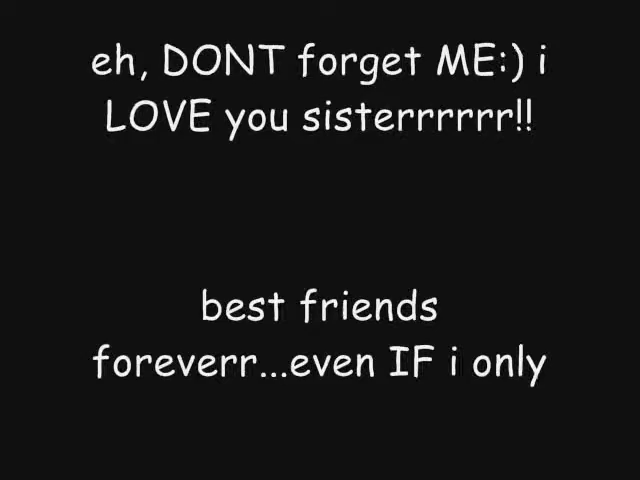 eh, DONT forget ME:) i
LOVE you sisterrrrrr!!
best friends
foreverr...even IF i only